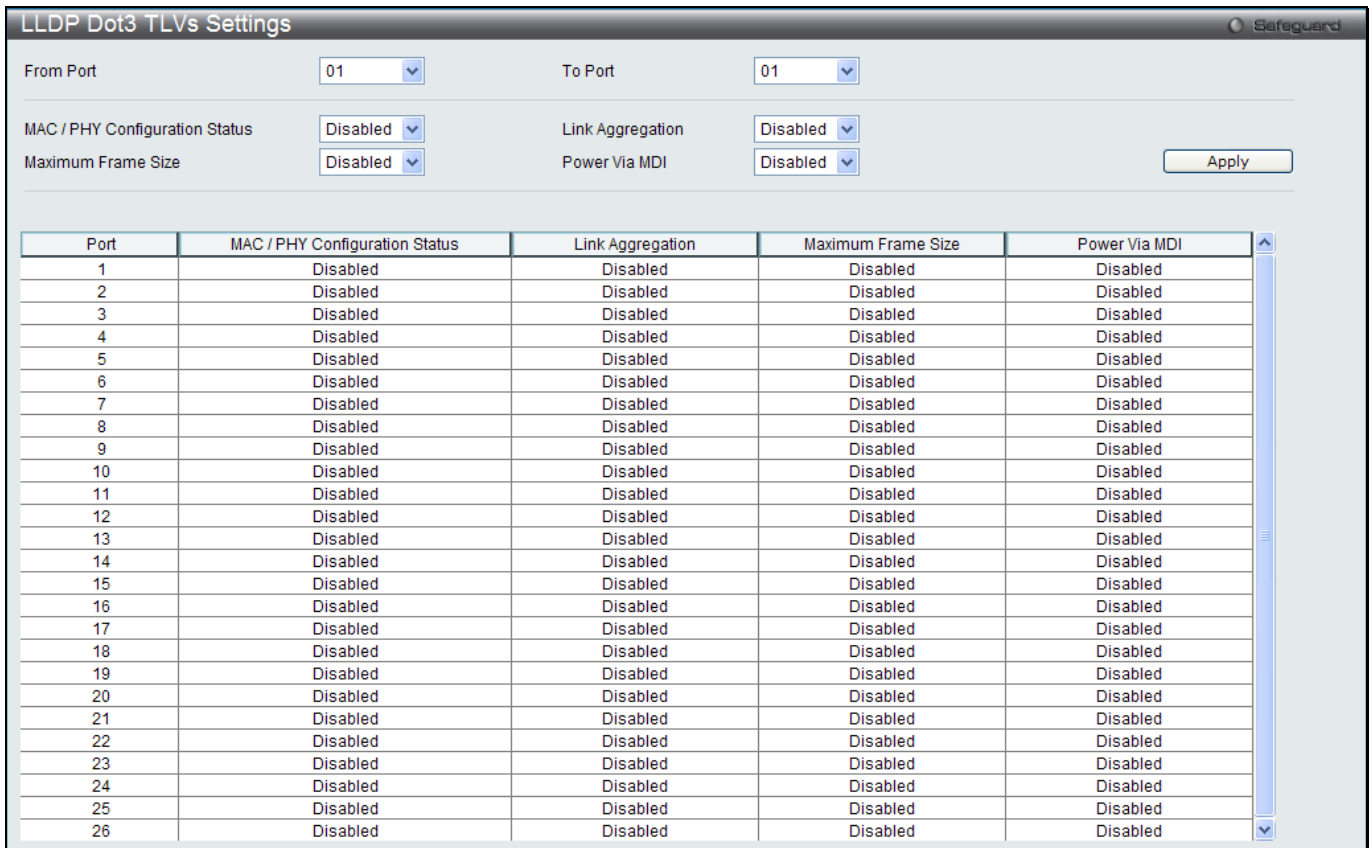 LLDP Dot3 TLVs Settings Safeguard
From Port 01 To Port 01
MAC / PHY Configuration Status Disabled Link Aggregation Disabled
Maximum Frame Size Disabled Power Via MDI Disabled Apply
Port MAC / PHY Configuration Status Link Aggregation Maximum Frame Size Power Via MDI
1 Disabled Disabled Disabled Disabled
2 Disabled Disabled Disabled Disabled
3 Disabled Disabled Disabled Disabled
4 Disabled Disabled Disabled Disabled
5 Disabled Disabled Disabled Disabled
6 Disabled Disabled Disabled Disabled
7 Disabled Disabled Disabled Disabled
8 Disabled Disabled Disabled Disabled
9 Disabled Disabled Disabled Disabled
10 Disabled Disabled Disabled Disabled
11 Disabled Disabled Disabled Disabled
12 Disabled Disabled Disabled Disabled
13 Disabled Disabled Disabled Disabled
14 Disabled Disabled Disabled Disabled
15 Disabled Disabled Disabled Disabled
16 Disabled Disabled Disabled Disabled
17 Disabled Disabled Disabled Disabled
18 Disabled Disabled Disabled Disabled
19 Disabled Disabled Disabled Disabled
20 Disabled Disabled Disabled Disabled
21 Disabled Disabled Disabled Disabled
22 Disabled Disabled Disabled Disabled
23 Disabled Disabled Disabled Disabled
24 Disabled Disabled Disabled Disabled
25 Disabled Disabled Disabled Disabled
26 Disabled Disabled Disabled Disabled